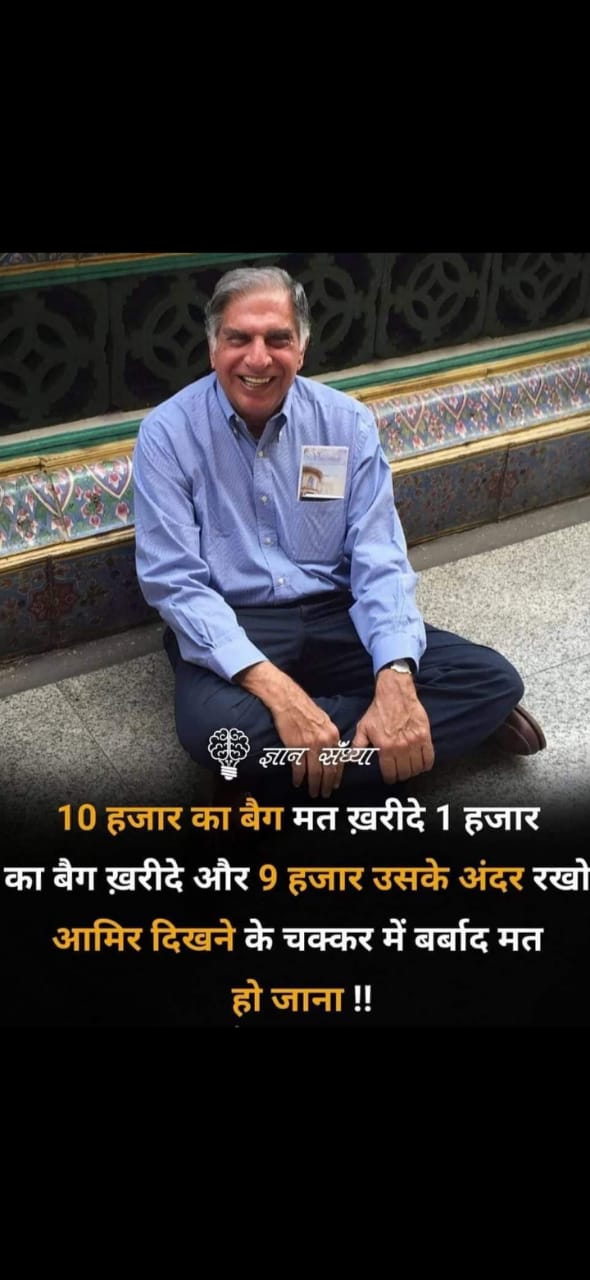 ज्ञान संँध्या
10 हजार का बैग मत ख़रीदे 1 हजार
का बैग ख़रीदे और 9 हजार उसके अंदर रखो
आमिर दिखने के चक्कर में बर्बाद मत
हो जाना !!